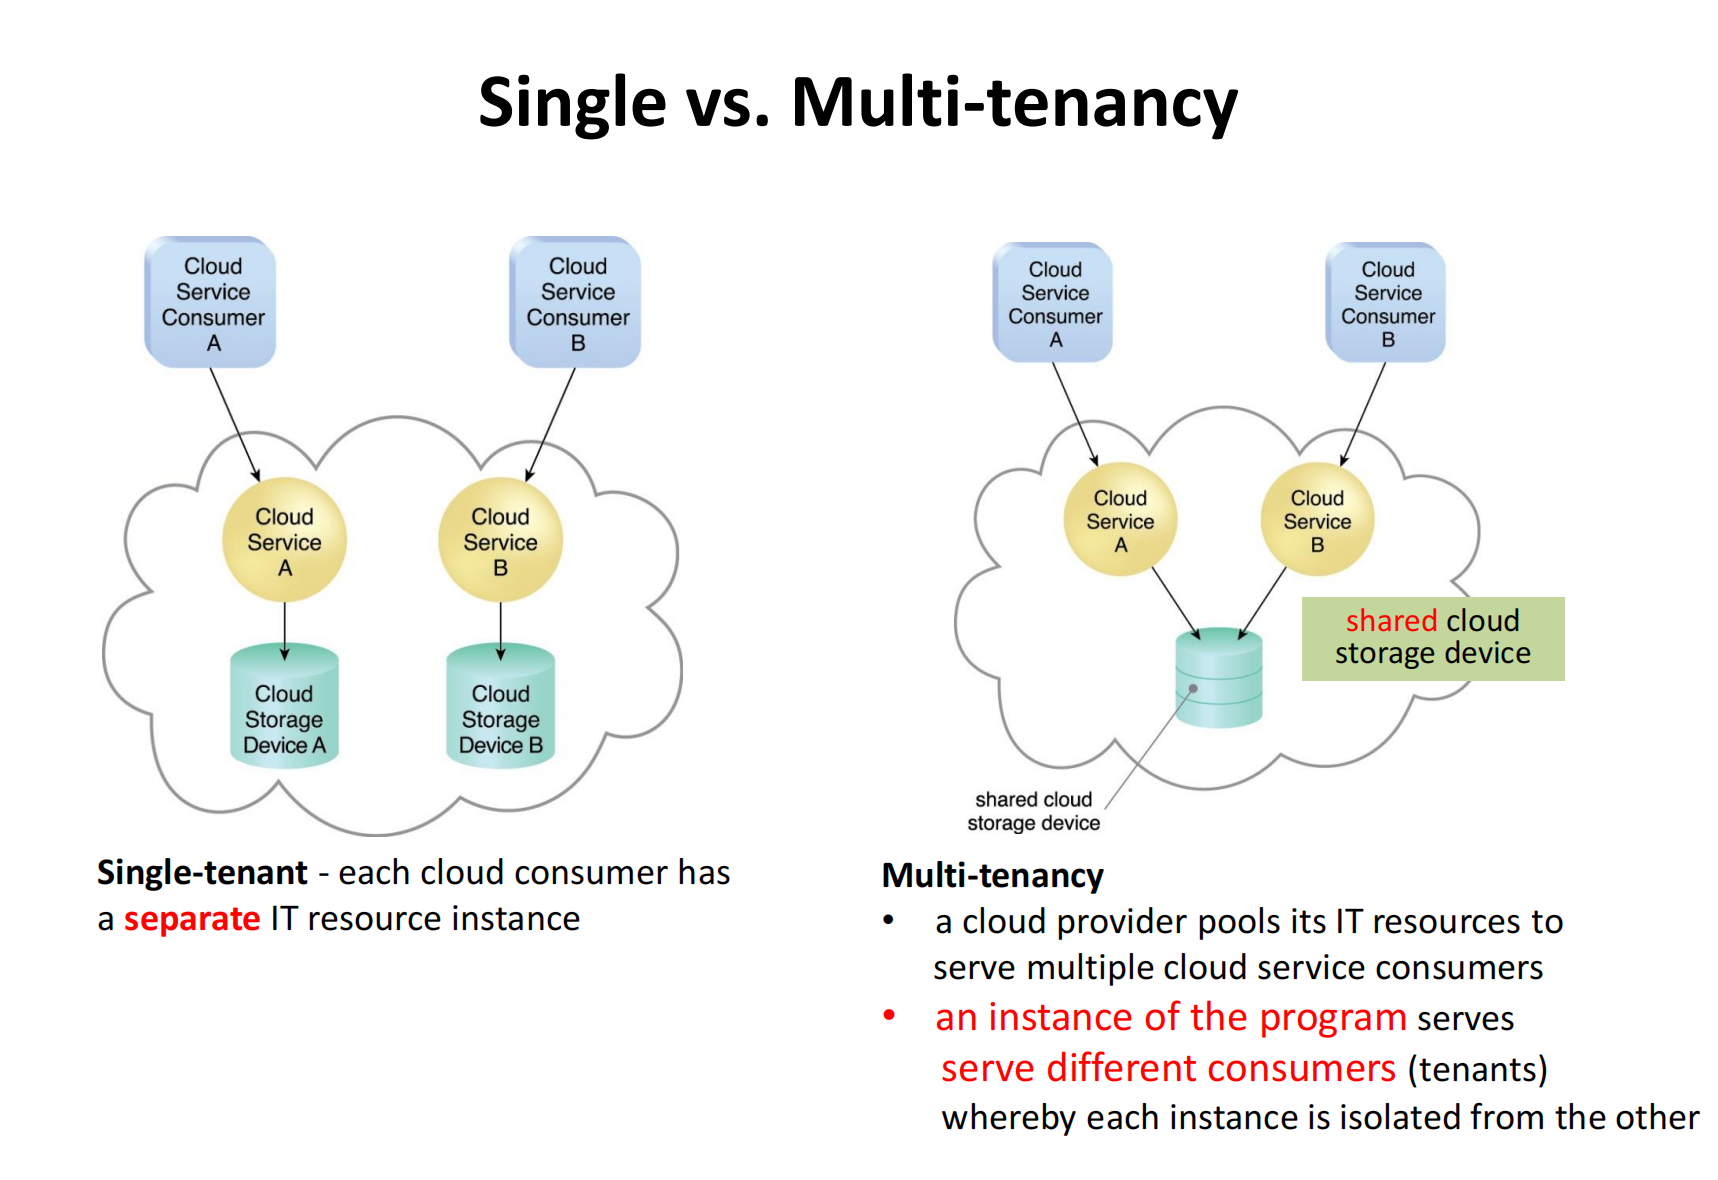 Single vs. Multi-tenancy
Cloud
Service
Consumer
A
Cloud
Service
Consumer
B
Cloud
Service
A
Cloud
Service
B
Cloud
Storage
Device A
Cloud
Storage
Device B
Single-tenant - each cloud consumer has
a separate IT resource instance
Cloud
Service
Consumer
A
Cloud
Service
Consumer
B
Cloud
Service
A
Cloud
Service
B
shared cloud
storage device
shared cloud
storage device
Multi-tenancy
• a cloud provider pools its IT resources to
serve multiple cloud service consumers
• an instance of the program serves
serve different consumers (tenants)
whereby each instance is isolated from the other